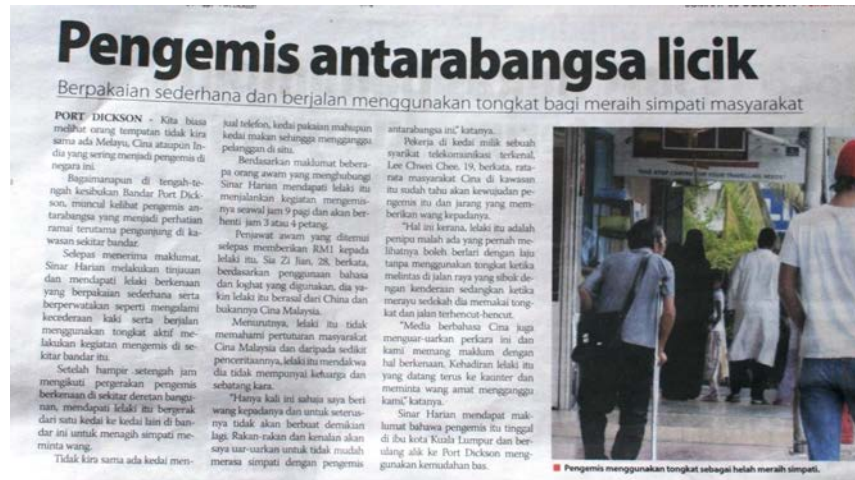 Pengemis antarabangsa licik
Berpakaian sederhana dan berjalan menggunakan tongkat bagi meraih simpati masyarakat
PORT DICKSON - Kita biasa
melihat orang tempatan tidak kira
sama ada Melayu, Cina ataupun In-
dia yang sering menjadi pengemis di
negara ini.
Bagaimanapun di tengah-te-
ngah kesibukan Bandar Port Dick-
son, muncul kelibat pengemis an-
tarabangsa yang menjadi perhatian
ramai terutama pengunjung di ka-
wasan sekitar bandar.
Selepas menerima maklumat,
Sinar Harian melakukan tinjauan
dan mendapati lelaki berkenaan
yang berpakaian sederhana serta
berperwatakan seperti mengalami
kecederaan kaki serta berjalan
menggunakan tongkat aktif me-
lakukan kegiatan mengemis di se-
kitar bandar itu.
Setelah hampir setengah jam
mengikuti pergerakan pengemis
berkenaan di sekitar deretan bangu-
nan, mendapati lelaki itu bergerak
dari satu kedai ke kedai lain di ban-
dar ini untuk menagih simpati me-
minta wang.
Tidak kira sama ada kedai men-
jual telefon, kedai pakaian mahupun
kedai makan sehingga mengganggu
pelanggan di situ.
Berdasarkan maklumat bebera-
pa orang awam yang menghubungi
Sinar Harian mendapati lelaki itu
menjalankan kegiatan mengemis-
nya seawal jam 9 pagi dan akan ber-
henti jam 3 atau 4 petang.
Penjawat awam yang ditemui
selepas memberikan RM1 kepada
lelaki itu, Sia Zi Jian, 28, berkata,
berdasarkan penggunaan bahasa
dan loghat yang digunakan, dia ya-
kin lelaki itu berasal dari China dan
bukannya Cina Malaysia.
Menurutnya, lelaki itu tidak
memahami pertuturan masyarakat
Cina Malaysia dan daripada sedikit
penceritaannya, lelaki itu mendakwa
dia tidak mempunyai keluarga dan
sebatang kara.
"Hanya kali ini sahaja saya beri
wang kepadanya dan untuk seterus-
nya tidak akan berbuat demikian
lagi. Rakan-rakan dan kenalan akan
saya uar-uarkan untuk tidak mudah
merasa simpati dengan pengemis
antarabangsa ini," katanya.
Pekerja di kedai milik sebuah
syarikat telekomunikasi terkenal,
Lee Chwei Chee, 19, berkata, rata-
rata masyarakat Cina di kawasan
itu sudah tahu akan kewujudan pe-
ngemis itu dan jarang yang mem-
berikan wang kepadanya.
"Hal ini kerana, lelaki itu adalah
penipu malah ada yang pernah me-
lihatnya boleh berlari dengan laju
tanpa menggunakan tongkat ketika
melintas di jalan raya yang sibuk de-
ngan kenderaan sedangkan ketika
merayu sedekah dia memakai tong-
kat dan jalan terhencut-hencut.
"Media berbahasa Cina juga
menguar-uarkan perkara ini dan
kami memang maklum dengan
hal berkenaan. Kehadiran lelaki itu
yang datang terus ke kaunter dan
meminta wang amat mengganggu
kami," katanya.
Sinar Harian mendapat mak-
lumat bahawa pengemis itu tinggal
di ibu kota Kuala Lumpur dan ber-
ulang alik ke Port Dickson meng-
gunakan kemudahan bas.
Pengemis menggunakan tongkat sebagai helah meraih simpati.